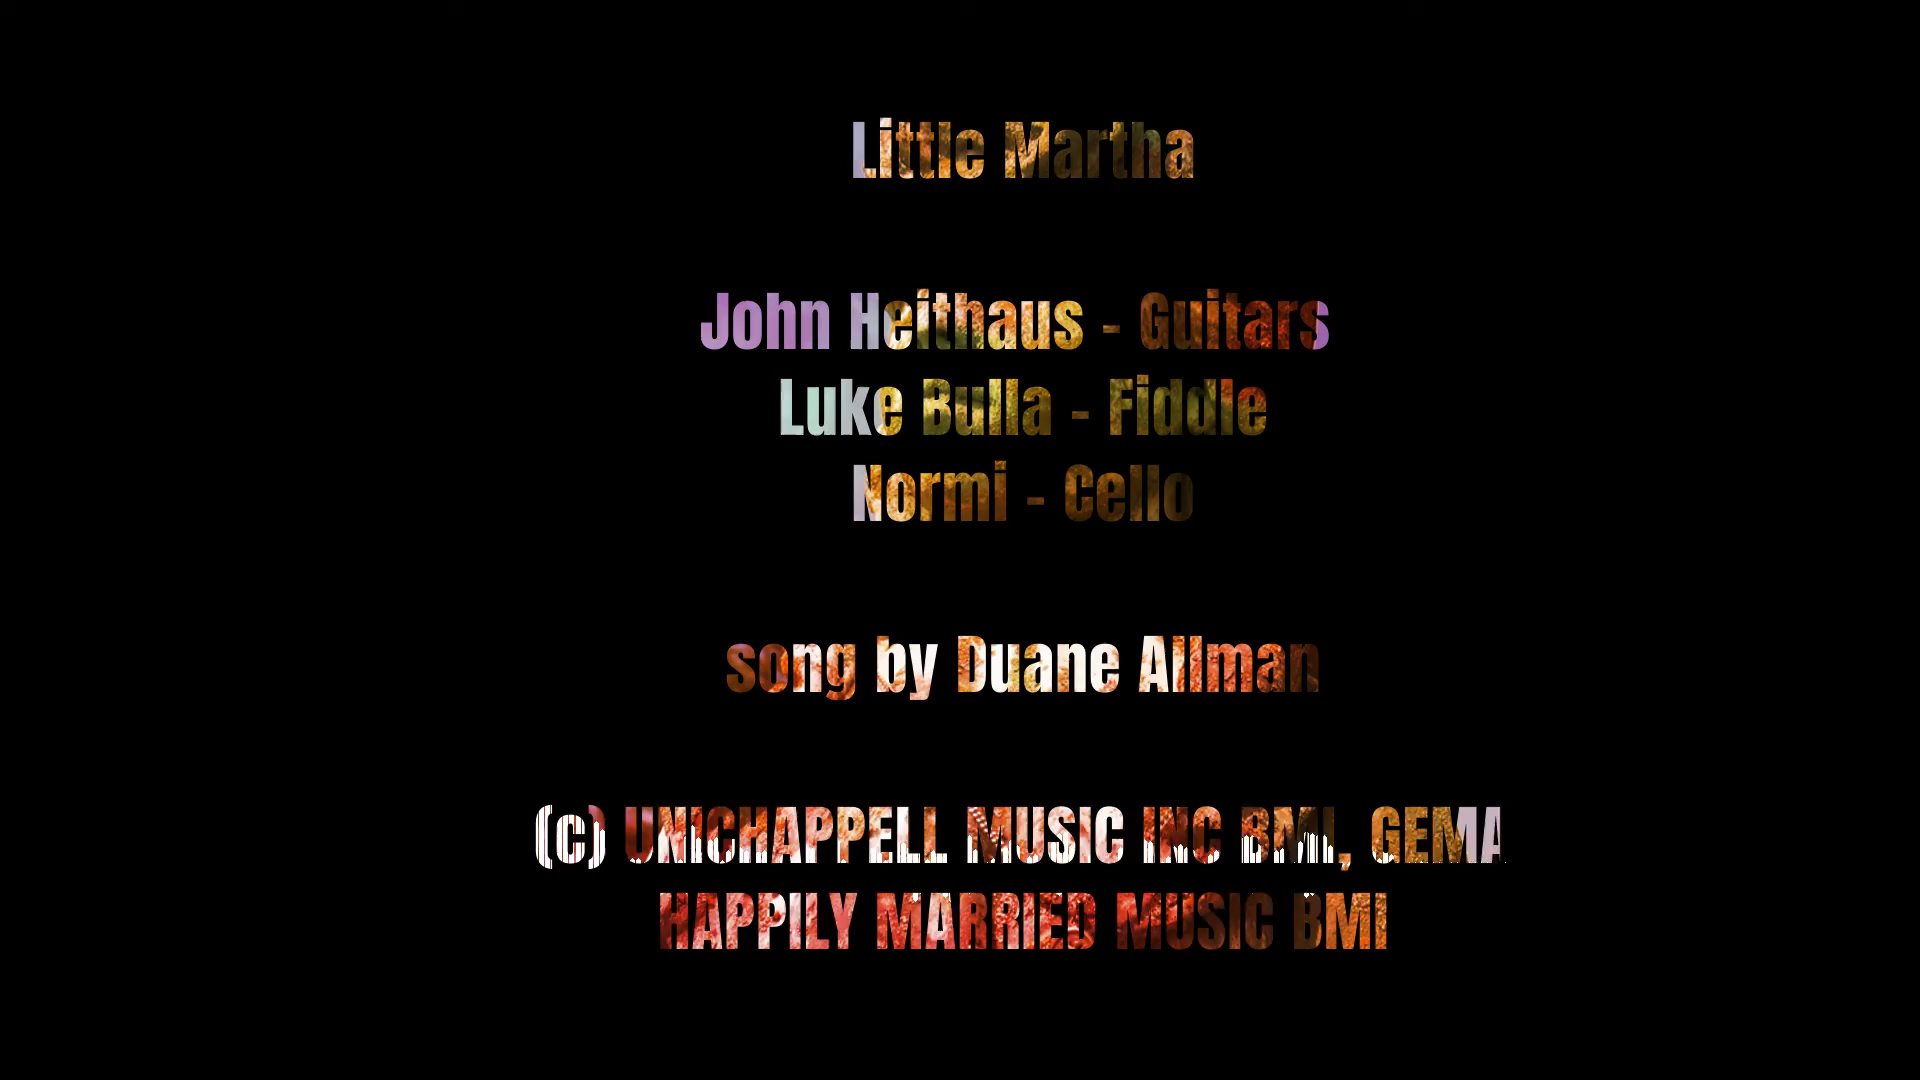 Little Martha
John Heithaus - Guitars
Luke Bulla - Fiddle
Normi - Cello
song by Duane Allman
(c) UNICHAPPELL MUSIC INC BMI, GEMA
HAPPILY MARRIED MUSIC BMI